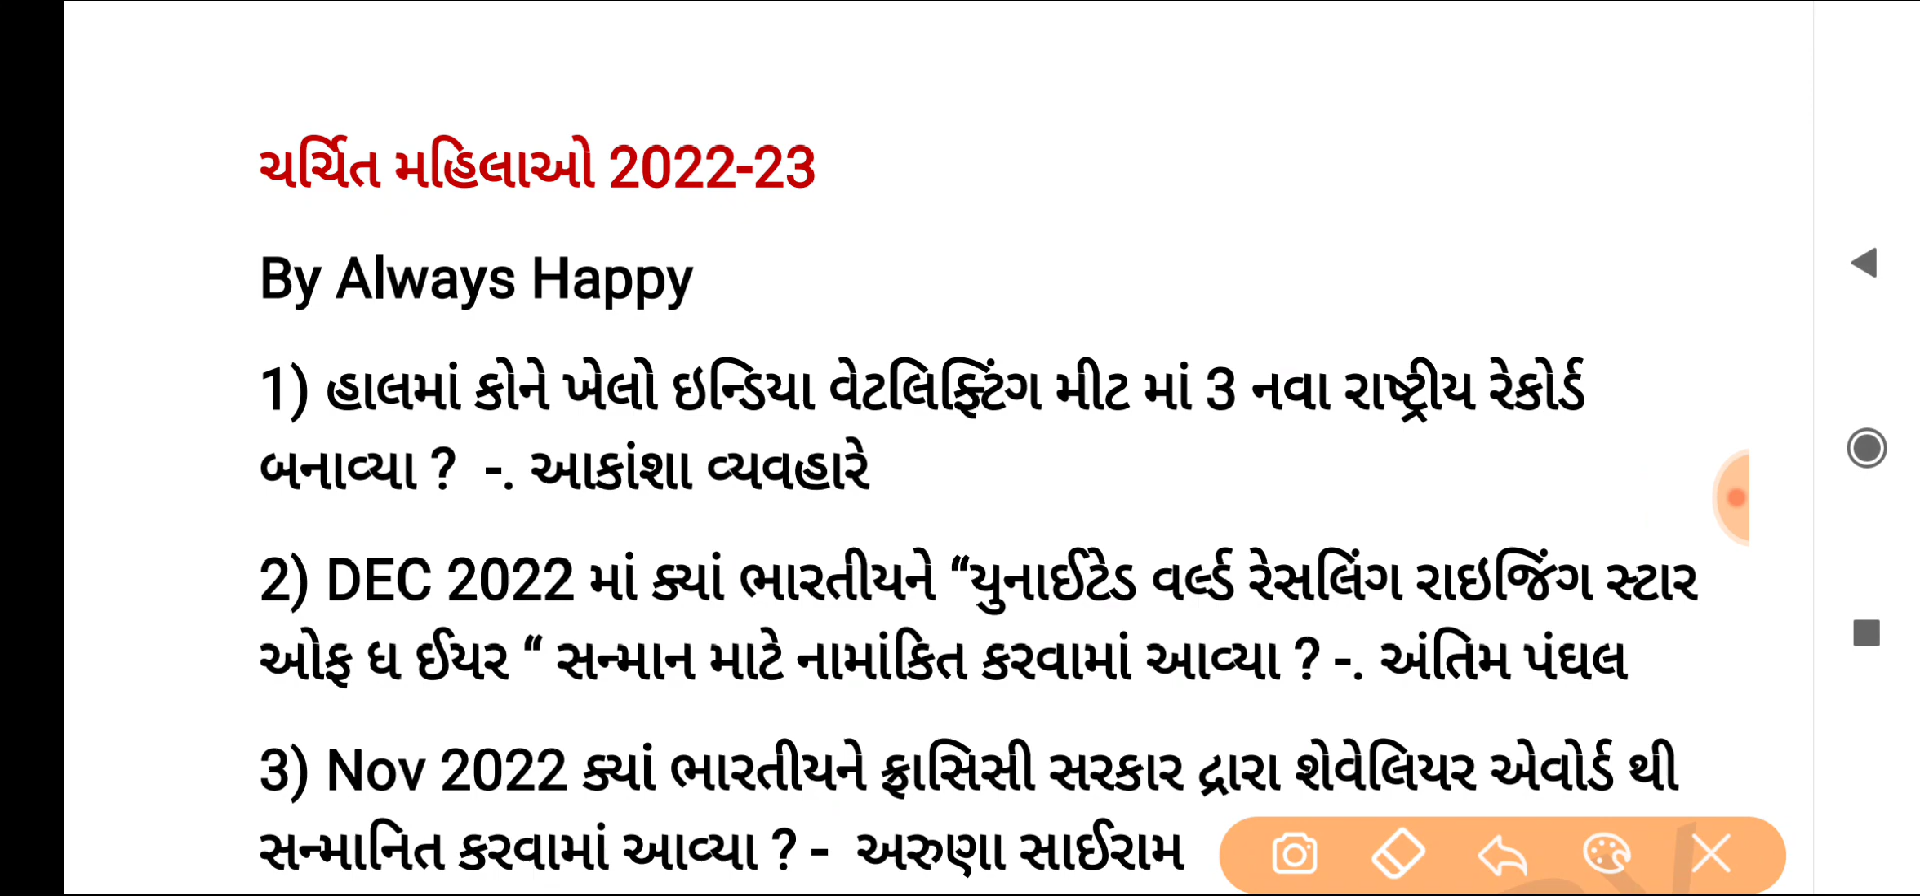 ચર્ચિત મહિલાઓ 2022-23
By Always Happy
1) હાલમાં કોને ખેલો ઇન્ડિયા વેટલિફ્ટિંગ મીટ માં 3 નવા રાષ્ટ્રીય રેકોર્ડ
બનાવ્યા ? -. આકાંશા વ્યવહારે
2) DEC 2022 માં ક્યાં ભારતીયને “યુનાઈટેડ વર્લ્ડ રેસલિંગ રાઇજિંગ સ્ટાર
ઓફ ધ ઈયર “ સન્માન માટે નામાંકિત કરવામાં આવ્યા ? -. અંતિમ પંઘલ
3) Nov 2022 ક્યાં ભારતીયને ફ્રાસિસી સરકાર દ્રારા શેવેલિયર એવોર્ડ થી
સન્માનિત કરવામાં આવ્યા ? - અરુણા સાઈરામ